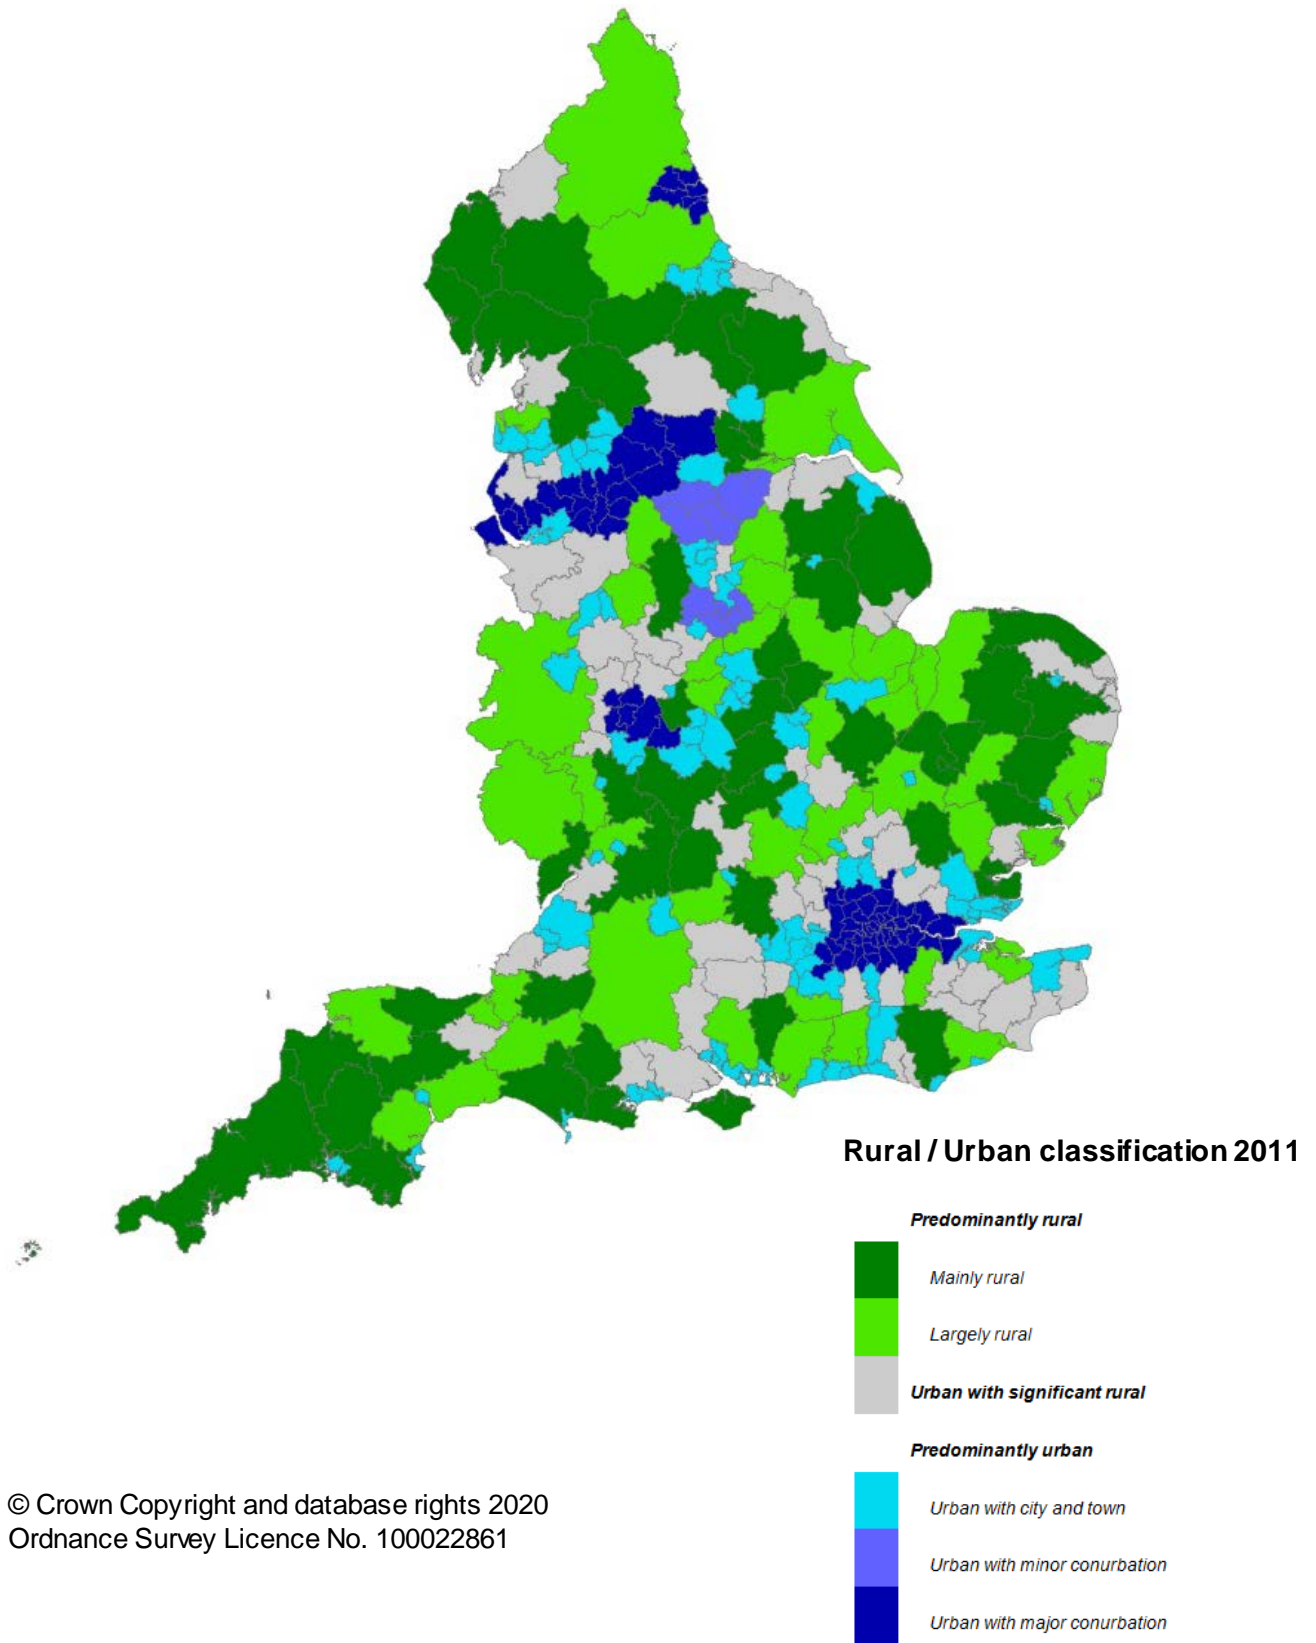 Rural / Urban classification 2011
Predominantly rural
Mainly rural
Largely rural
Urban with significant rural
Predominantly urban
Urban with city and town
Urban with minor conurbation
Urban with major conurbation
© Crown Copyright and database rights 2020
Ordnance Survey Licence No. 100022861